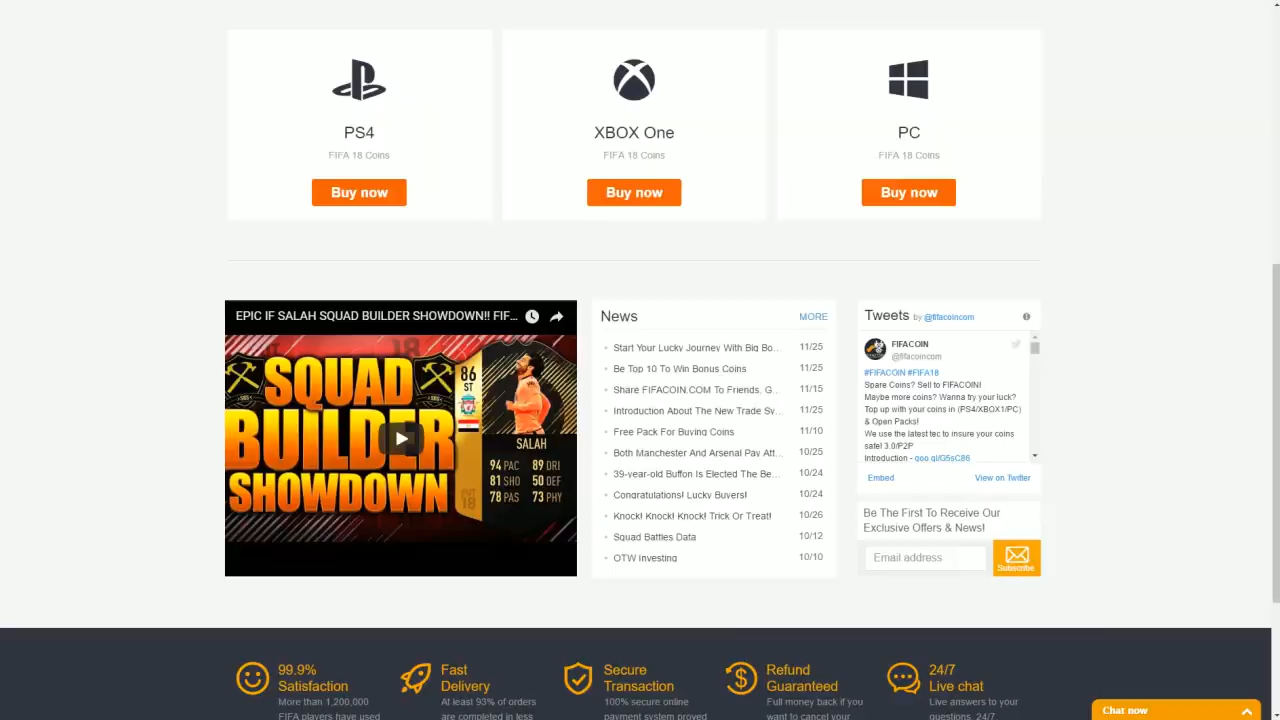 PS4
FIFA 18 Coins
Buy now
XBOX One
FIFA 18 Coins
Buy now
PC
FIFA 18 Coins
Buy now
EPIC IF SALAH SQUAD BUILDER SHOWDOWN!! FIF...
SQUAD
BUILDER
SHOWDOWN
86
ST
SALAH
94 PAC 89 DRI
81 SHO 50 DEF
78 PAS 73 PHY
News MORE
Start Your Lucky Journey With Big Bo... 11/25
Be Top 10 To Win Bonus Coins 11/25
Share FIFACOIN.COM To Friends, G... 11/15
Introduction About The New Trade Sy... 11/25
Free Pack For Buying Coins 11/10
Both Manchester And Arsenal Pay Att... 10/25
39-year-old Buffon Is Elected The Be... 10/24
Congratulations! Lucky Buyers! 10/24
Knock! Knock! Knock! Trick Or Treat! 10/26
Squad Battles Data 10/12
OTW Investing 10/10
Tweets by @fifacoincom
FIFACOIN
@fifacoincom
#FIFACOIN #FIFA18
Spare Coins? Sell to FIFACOIN!
Maybe more coins? Wanna try your luck?
Top up with your coins in (PS4/XBOX1/PC)
& Open Packs!
We use the latest tec to insure your coins
safe! 3.0/P2P
Introduction - goo.gl/G5sC86
Embed View on Twitter
Be The First To Receive Our
Exclusive Offers & News!
Email address
Subscribe
99.9%
Satisfaction
More than 1,200,000
FIFA players have used
Fast
Delivery
At least 93% of orders
are completed in less
Secure
Transaction
100% secure online
payment system proved
Refund
Guaranteed
Full money back if you
want to cancel your
24/7
Live chat
Live answers to your
questions, 24/7
Chat now